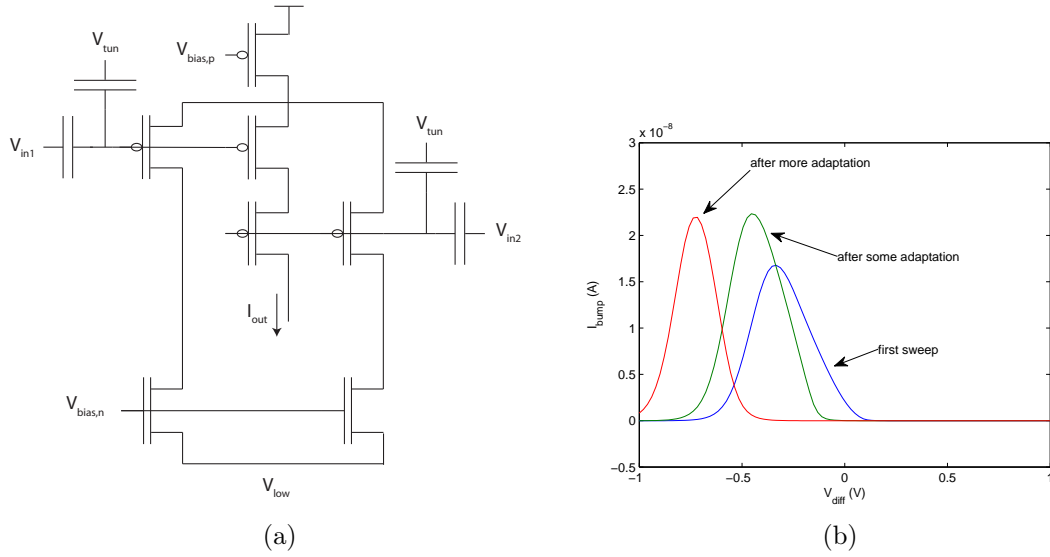 V_tun
V_bias,p
V_in1
V_tun
V_in2
I_out
V_bias,n
V_low
(a)
x 10⁻⁸
3
2.5
2
1.5
1
0.5
0
−0.5
−1
−0.5
0
0.5
1
I_bump (A)
V_diff (V)
after more adaptation
after some adaptation
first sweep
(b)